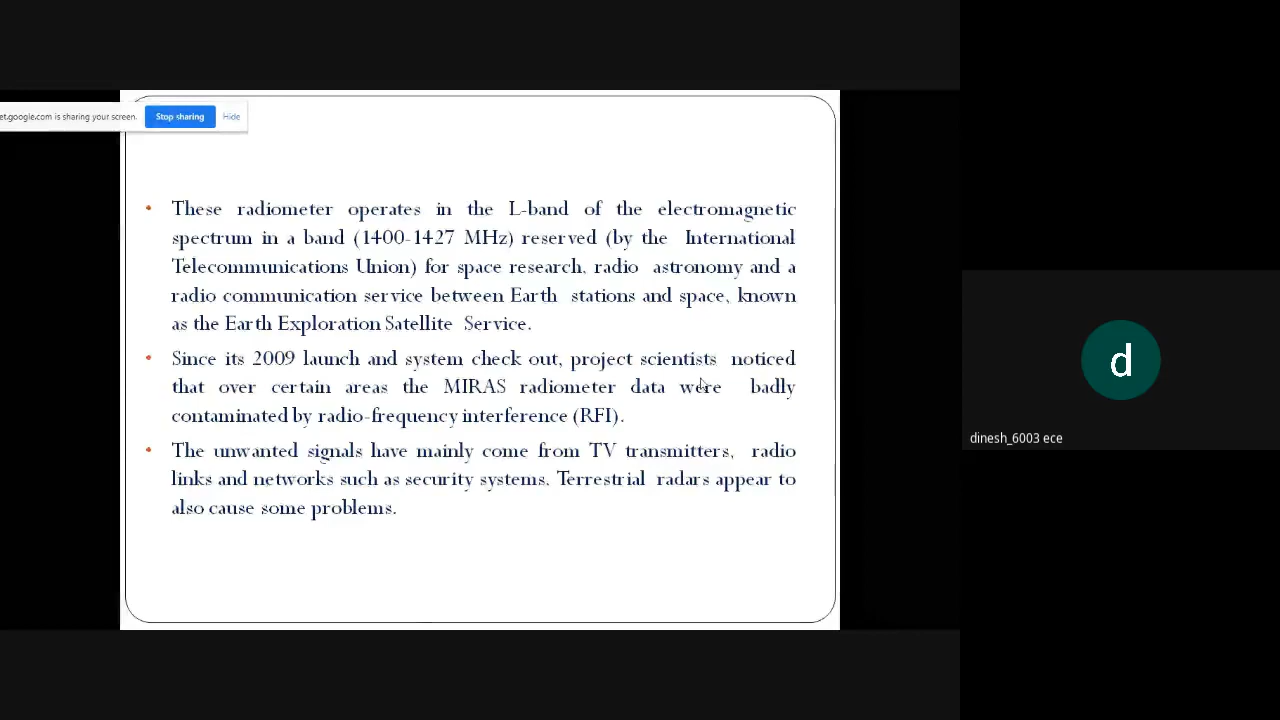 et.google.com is sharing your screen.
Stop sharing
Hide
• These radiometer operates in the L-band of the electromagnetic
spectrum in a band (1400-1427 MHz) reserved (by the International
Telecommunications Union) for space research, radio astronomy and a
radio communication service between Earth stations and space, known
as the Earth Exploration Satellite Service.
• Since its 2009 launch and system check out, project scientists noticed
that over certain areas the MIRAS radiometer data were badly
contaminated by radio-frequency interference (RFI).
• The unwanted signals have mainly come from TV transmitters, radio
links and networks such as security systems. Terrestrial radars appear to
also cause some problems.
d
dinesh_6003 ece